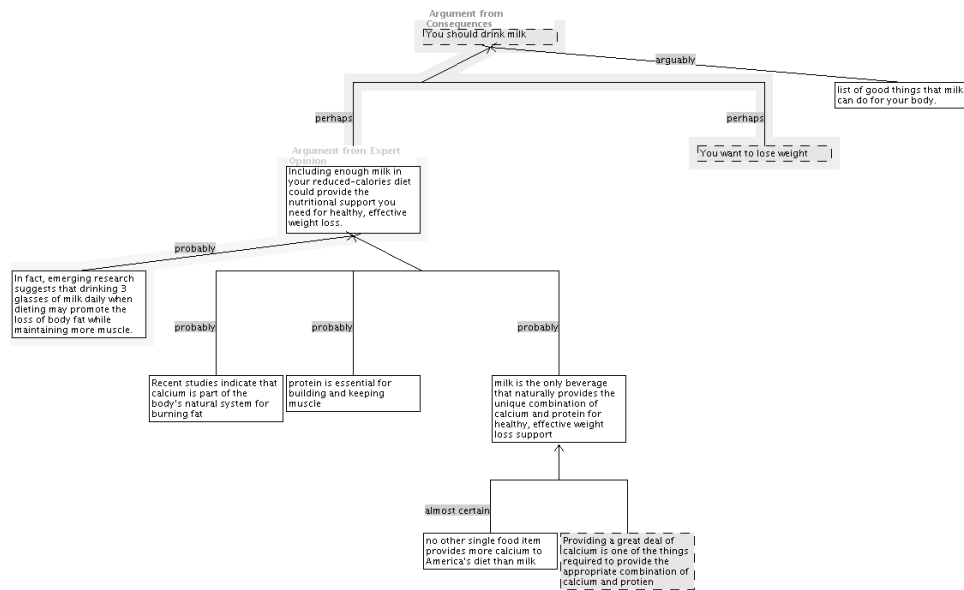 Argument from
Consequences
You should drink milk
arguably
list of good things that milk
can do for your body.
perhaps
perhaps
Argument from Expert
Opinion
You want to lose weight
Including enough milk in
your reduced-calories diet
could provide the
nutritional support you
need for healthy, effective
weight loss.
probably
In fact, emerging research
suggests that drinking 3
glasses of milk daily when
dieting may promote the
loss of body fat while
maintaining more muscle.
probably
probably
probably
Recent studies indicate that
calcium is part of the
body's natural system for
burning fat
protein is essential for
building and keeping
muscle
milk is the only beverage
that naturally provides the
unique combination of
calcium and protein for
healthy, effective weight
loss support
almost certain
no other single food item
provides more calcium to
America's diet than milk
Providing a great deal of
calcium is one of the things
required to provide the
appropriate combination of
calcium and protien